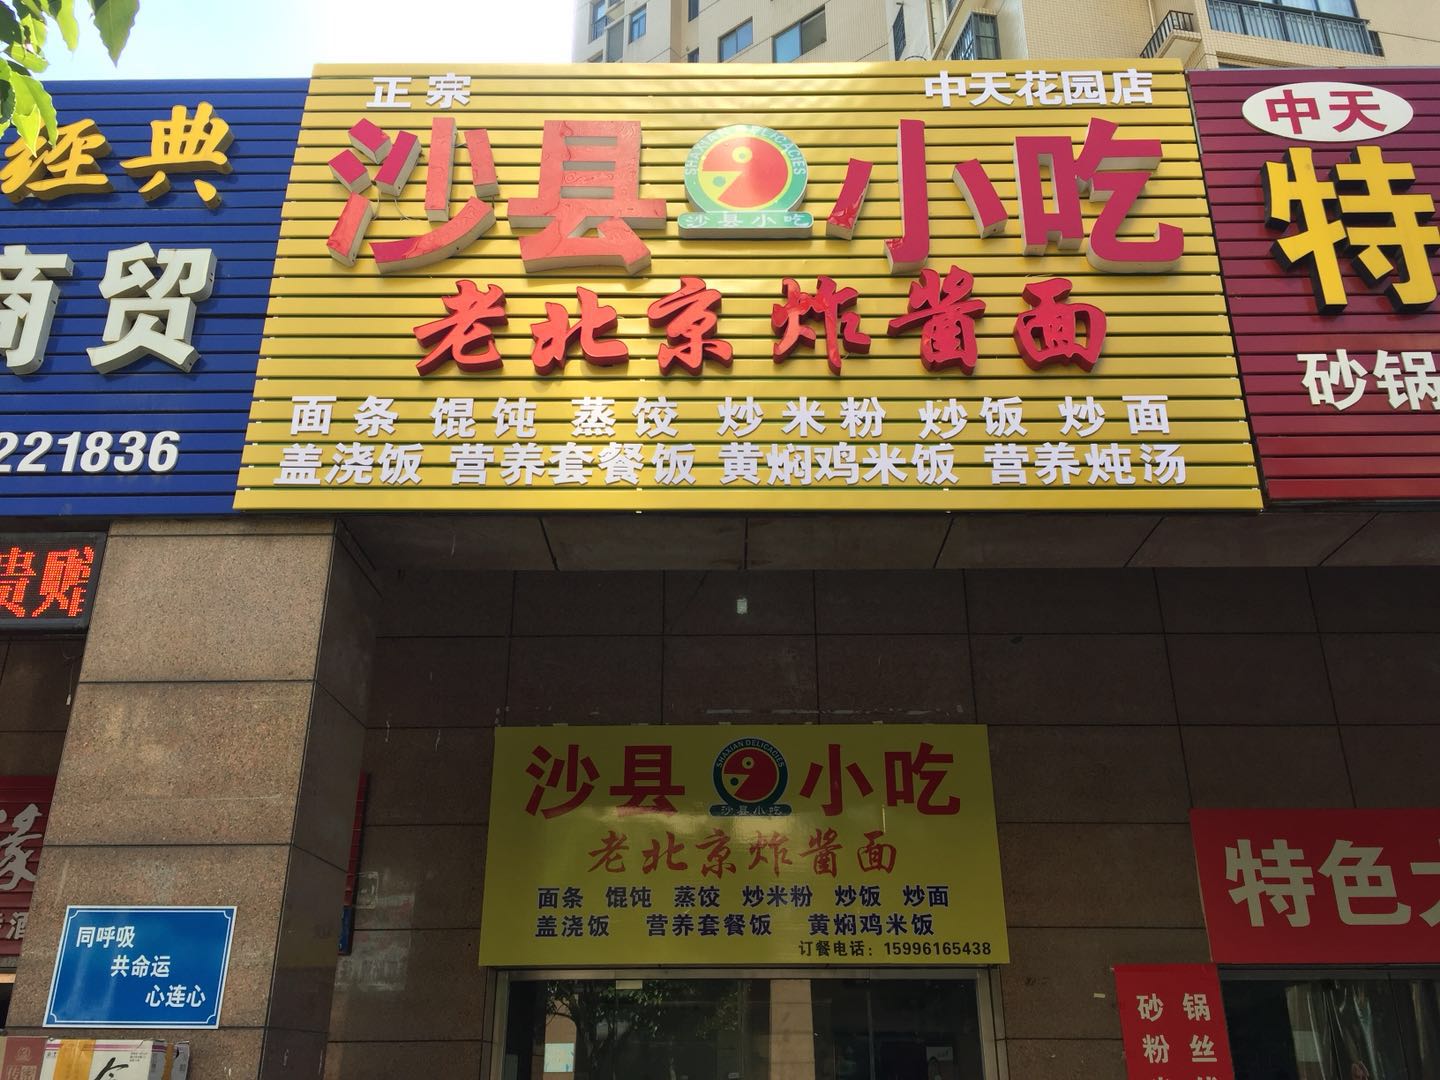 经典
商贸
221836
正宗
中天花园店
沙县小吃
SHAXIAN DELICACIES
沙县小吃
老北京炸酱面
面条 馄饨 蒸饺 炒米粉 炒饭 炒面
盖浇饭 营养套餐饭 黄焖鸡米饭 营养炖汤
中天
特
砂锅
贵赃
沙县小吃
SHAXIAN DELICACIES
沙县小吃
老北京炸酱面
面条 馄饨 蒸饺 炒米粉 炒饭 炒面
盖浇饭 营养套餐饭 黄焖鸡米饭
订餐电话：15996165438
缘
酒
同呼吸
共命运
心连心
特色
砂锅
粉丝